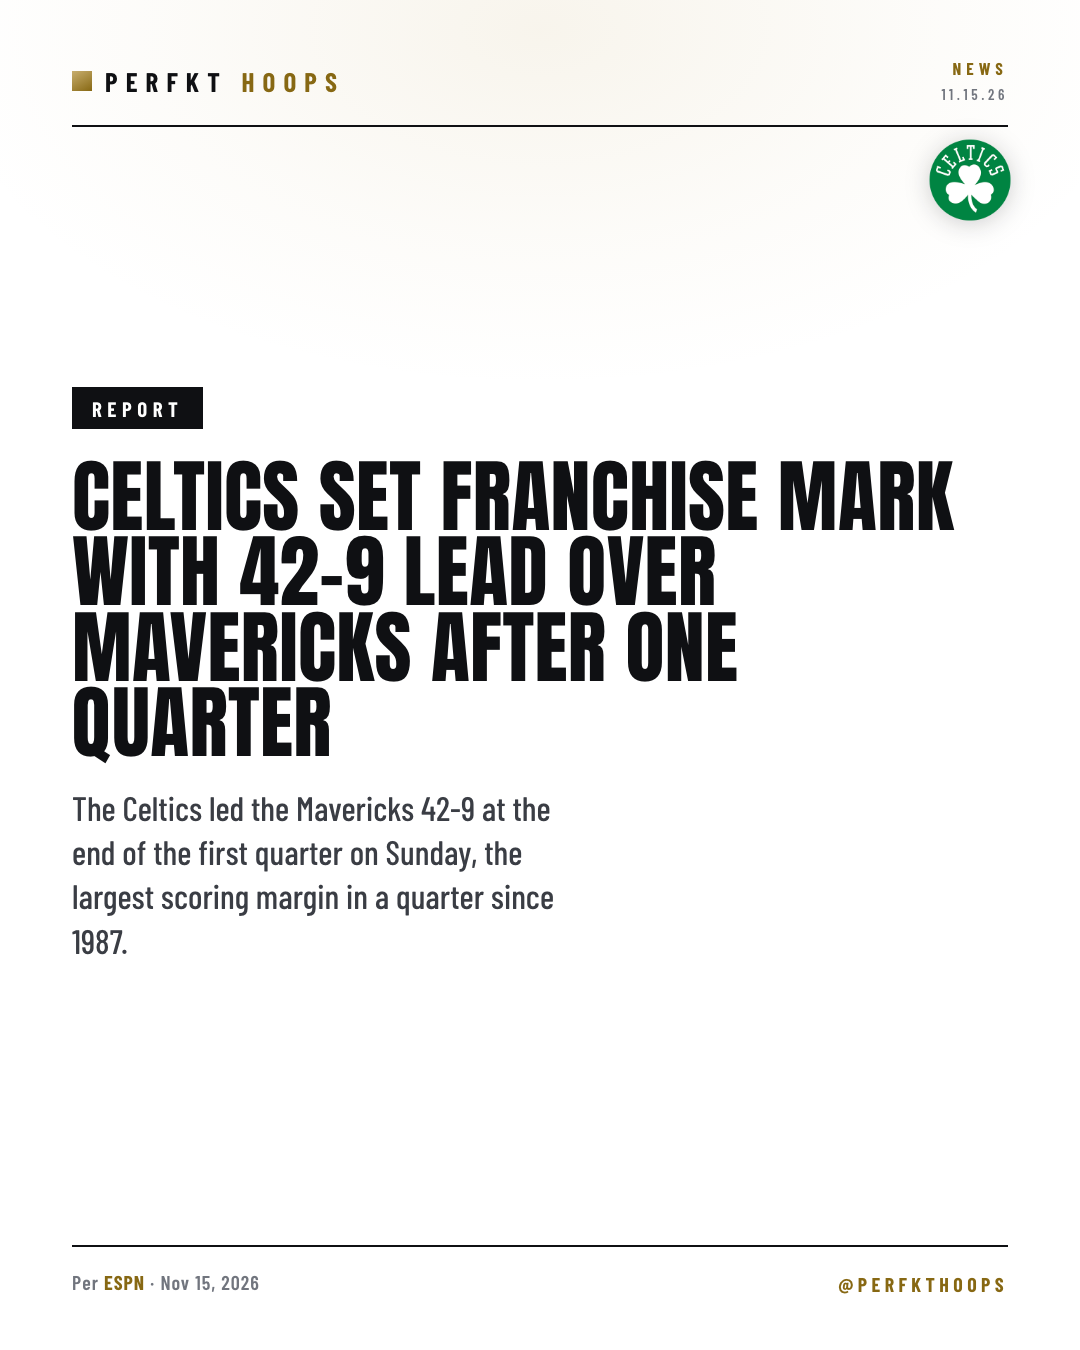 PERFKT HOOPS
NEWS
11.15.26
CELTICS
REPORT
CELTICS SET FRANCHISE MARK
WITH 42-9 LEAD OVER
MAVERICKS AFTER ONE
QUARTER
The Celtics led the Mavericks 42-9 at the
end of the first quarter on Sunday, the
largest scoring margin in a quarter since
1987.
Per ESPN · Nov 15, 2026
@PERFKTHOOPS